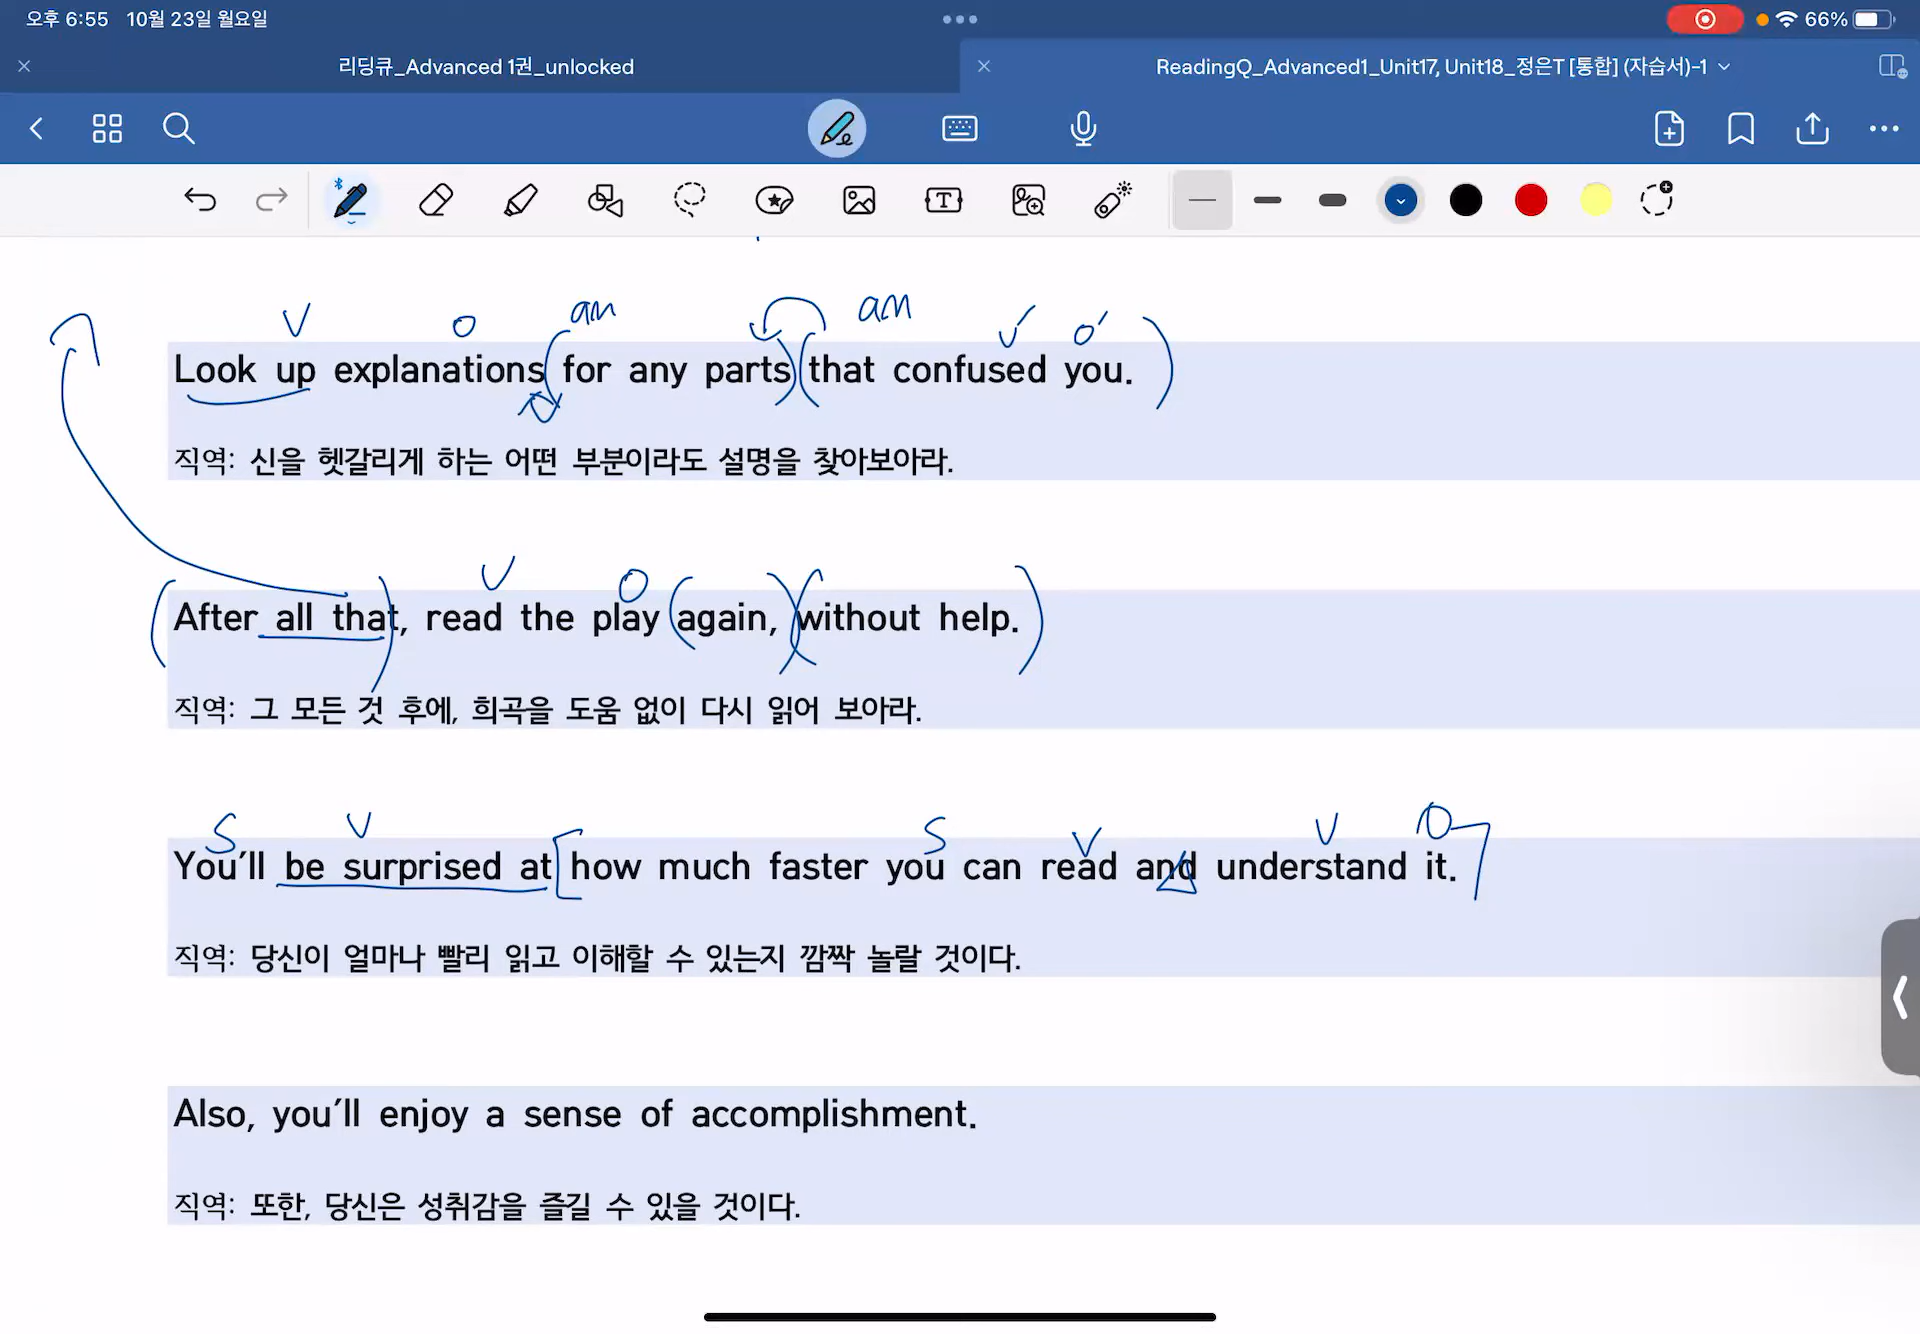 오후 6:55 10월 23일 월요일
66%
리딩큐_Advanced 1권_unlocked
ReadingQ_Advanced1_Unit17, Unit18_정은T [통합] (자습서)-1
V O am am V' O'
Look up explanations for any parts that confused you.
직역: 신을 헷갈리게 하는 어떤 부분이라도 설명을 찾아보아라.
V O
After all that, read the play again, without help.
직역: 그 모든 것 후에, 희곡을 도움 없이 다시 읽어 보아라.
S V S V V O
You'll be surprised at how much faster you can read and understand it.
직역: 당신이 얼마나 빨리 읽고 이해할 수 있는지 깜짝 놀랄 것이다.
Also, you'll enjoy a sense of accomplishment.
직역: 또한, 당신은 성취감을 즐길 수 있을 것이다.